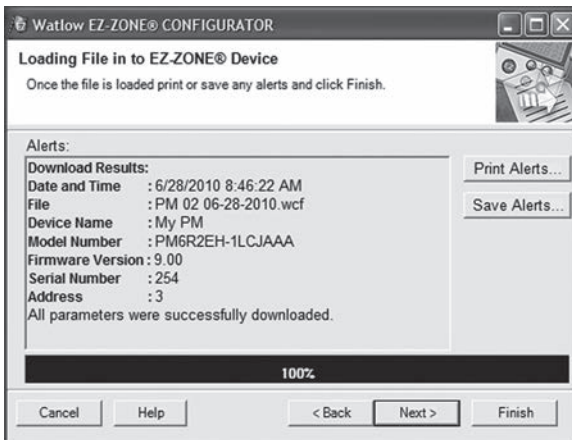 Watlow EZ-ZONE® CONFIGURATOR
Loading File in to EZ-ZONE® Device
Once the file is loaded print or save any alerts and click Finish.
Alerts:
Download Results:
Date and Time : 6/28/2010 8:46:22 AM
File : PM 02 06-28-2010.wcf
Device Name : My PM
Model Number : PM6R2EH-1LCJAAA
Firmware Version : 9.00
Serial Number : 254
Address : 3
All parameters were successfully downloaded.
Print Alerts...
Save Alerts...
100%
Cancel Help < Back Next > Finish